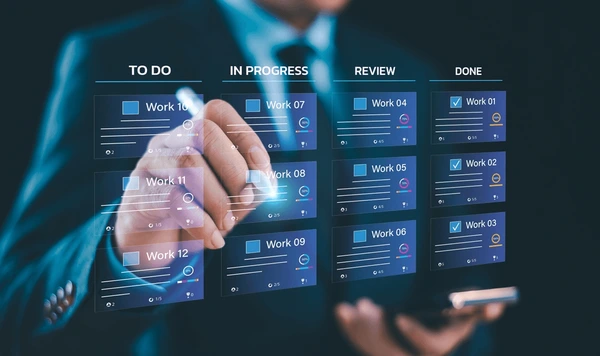 TO DO
IN PROGRESS
REVIEW
DONE
Work 10
Work 07
Work 04
Work 01
Work 11
Work 08
Work 05
Work 02
Work 12
Work 09
Work 06
Work 03